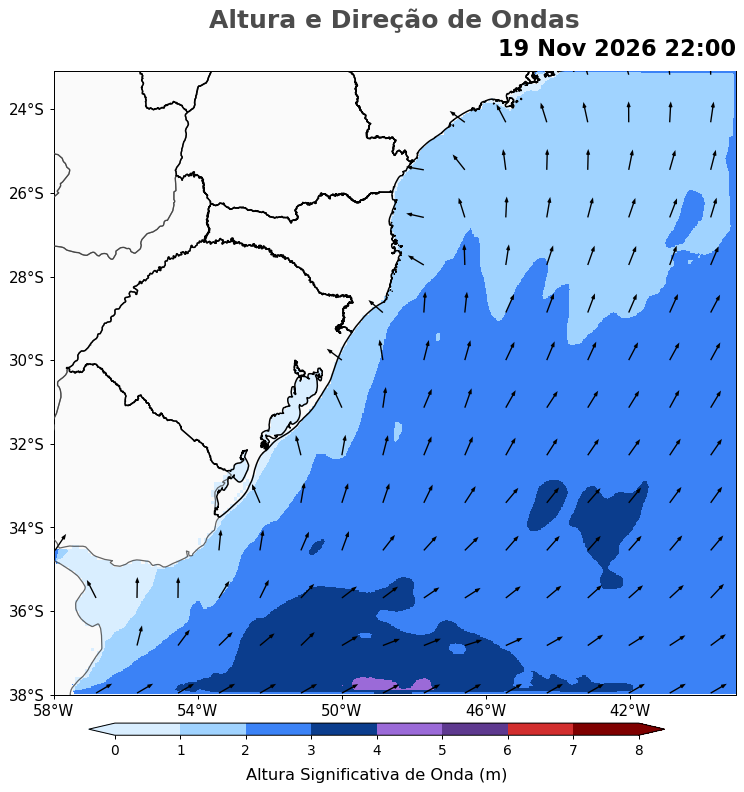 Altura e Direção de Ondas
19 Nov 2026 22:00
24°S
26°S
28°S
30°S
32°S
34°S
36°S
38°S
58°W 54°W 50°W 46°W 42°W
0 1 2 3 4 5 6 7 8
Altura Significativa de Onda (m)